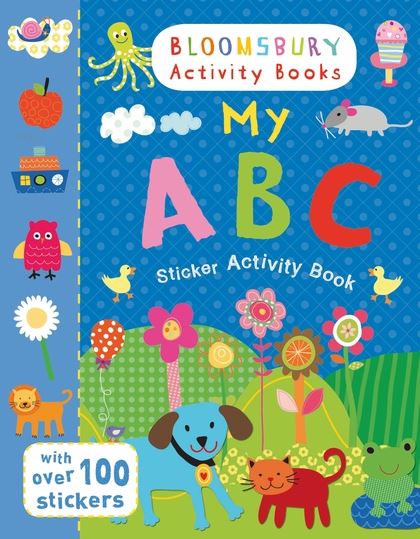 BLOOMSBURY
Activity Books
My
ABC
Sticker Activity Book
with
over 100
stickers